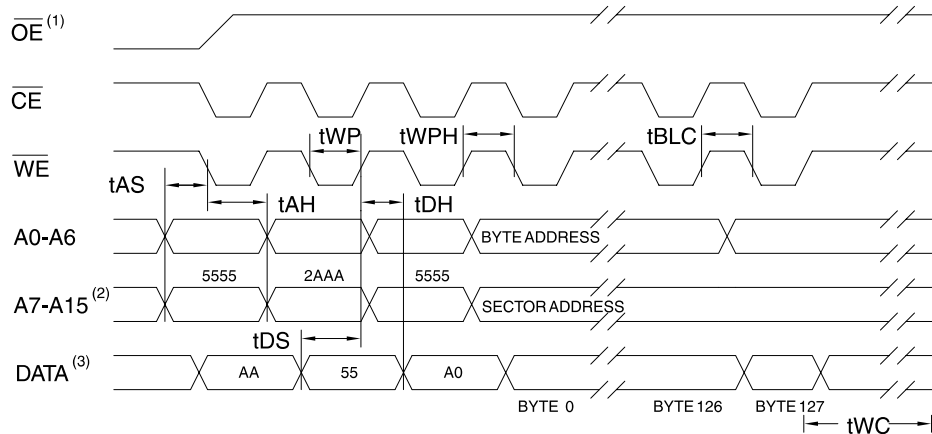 OE (1)
CE
tWP tWPH tBLC
WE
tAS tAH tDH
A0-A6 BYTE ADDRESS
5555 2AAA 5555
A7-A15 (2) SECTOR ADDRESS
tDS
DATA (3) AA 55 A0
BYTE 0 BYTE 126 BYTE 127
tWC